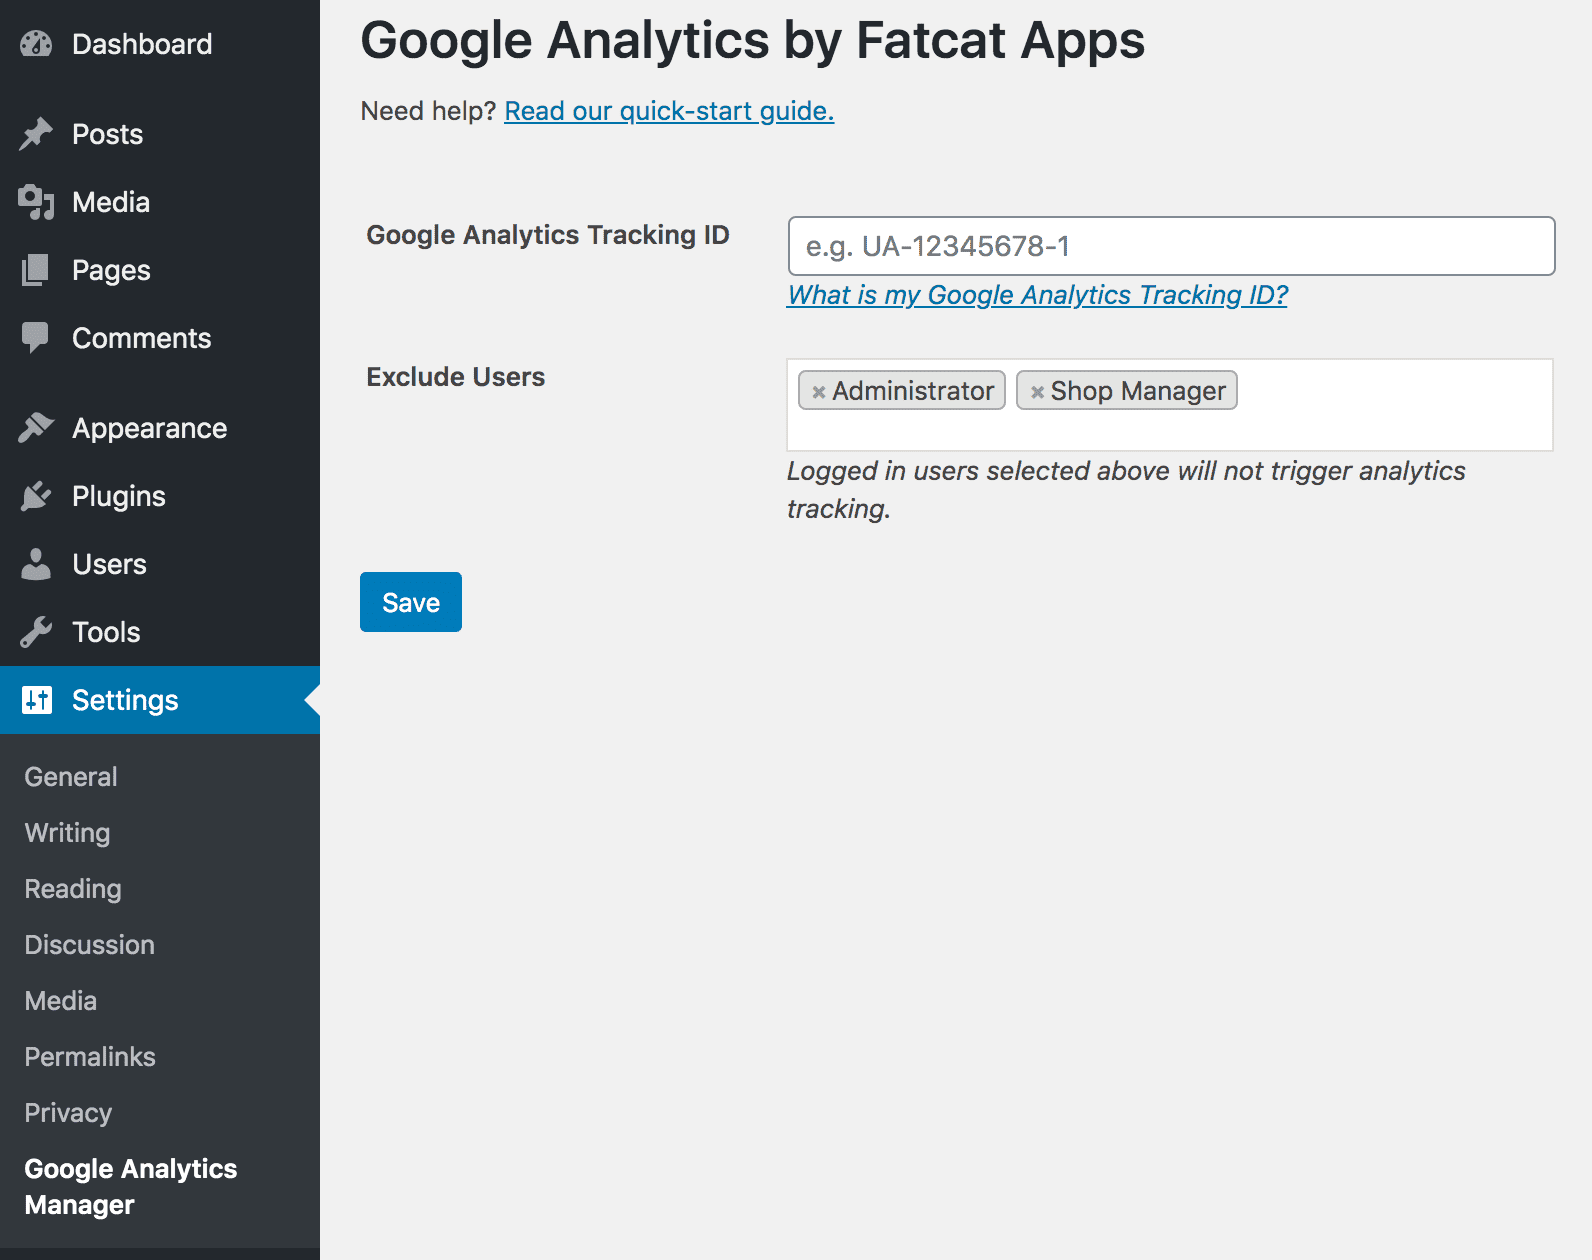 Dashboard
Posts
Media
Pages
Comments
Appearance
Plugins
Users
Tools
Settings
General
Writing
Reading
Discussion
Media
Permalinks
Privacy
Google Analytics
Manager
Google Analytics by Fatcat Apps
Need help? Read our quick-start guide.
Google Analytics Tracking ID
e.g. UA-12345678-1
What is my Google Analytics Tracking ID?
Exclude Users
× Administrator × Shop Manager
Logged in users selected above will not trigger analytics
tracking.
Save